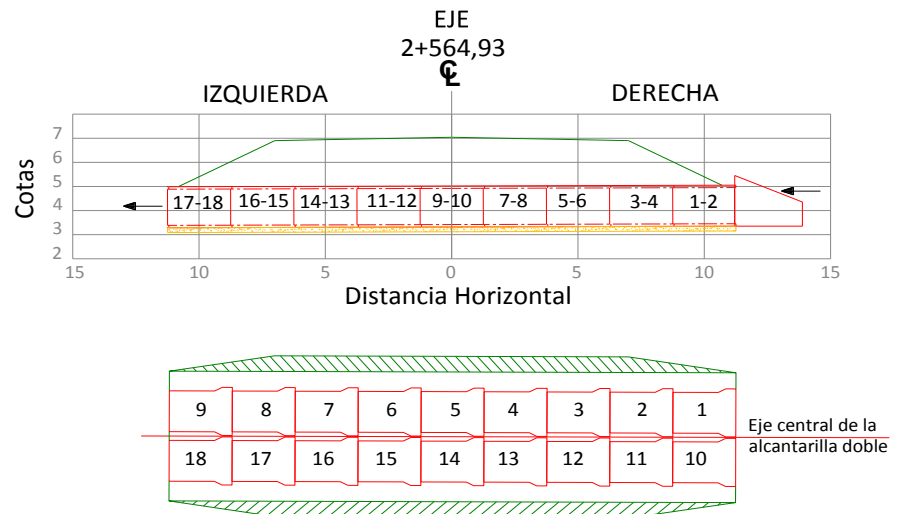 EJE
2+564,93
℄
IZQUIERDA DERECHA
Cotas
7
6
5
4
3
2
17-18 16-15 14-13 11-12 9-10 7-8 5-6 3-4 1-2
15 10 5 0 5 10 15
Distancia Horizontal
9 8 7 6 5 4 3 2 1
Eje central de la
alcantarilla doble
18 17 16 15 14 13 12 11 10